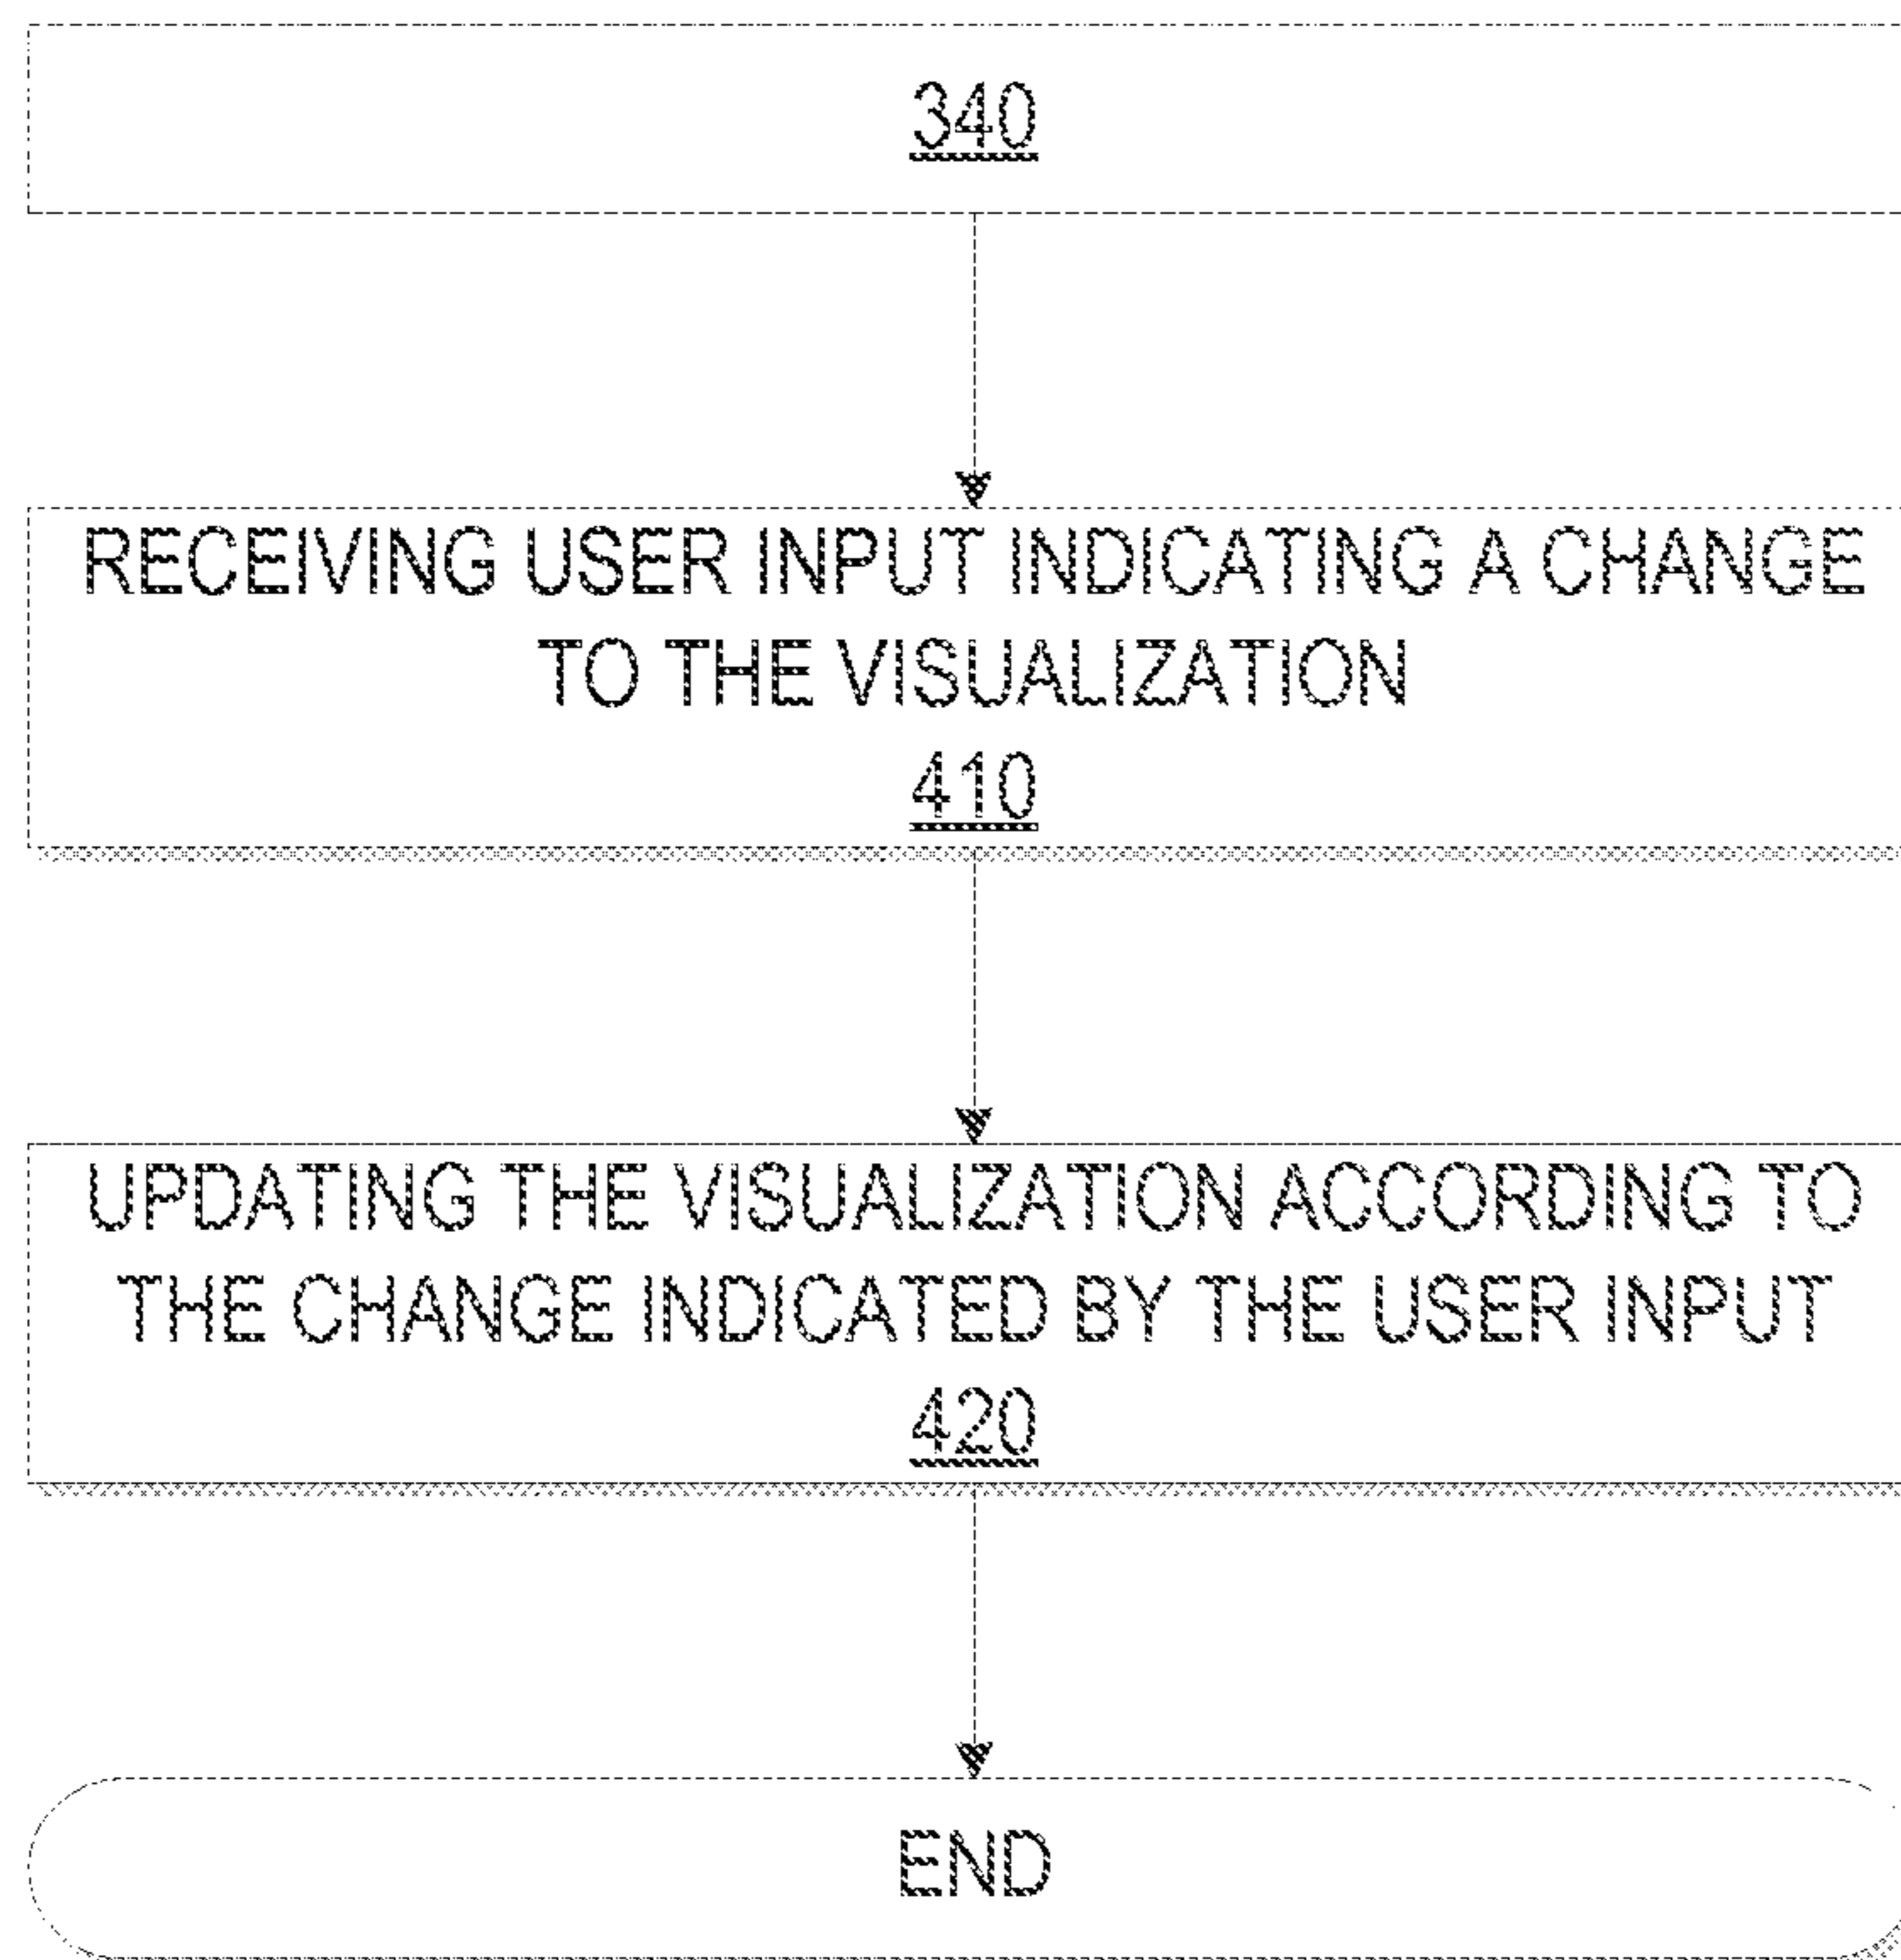 340
RECEIVING USER INPUT INDICATING A CHANGE
TO THE VISUALIZATION
410
UPDATING THE VISUALIZATION ACCORDING TO
THE CHANGE INDICATED BY THE USER INPUT
420
END